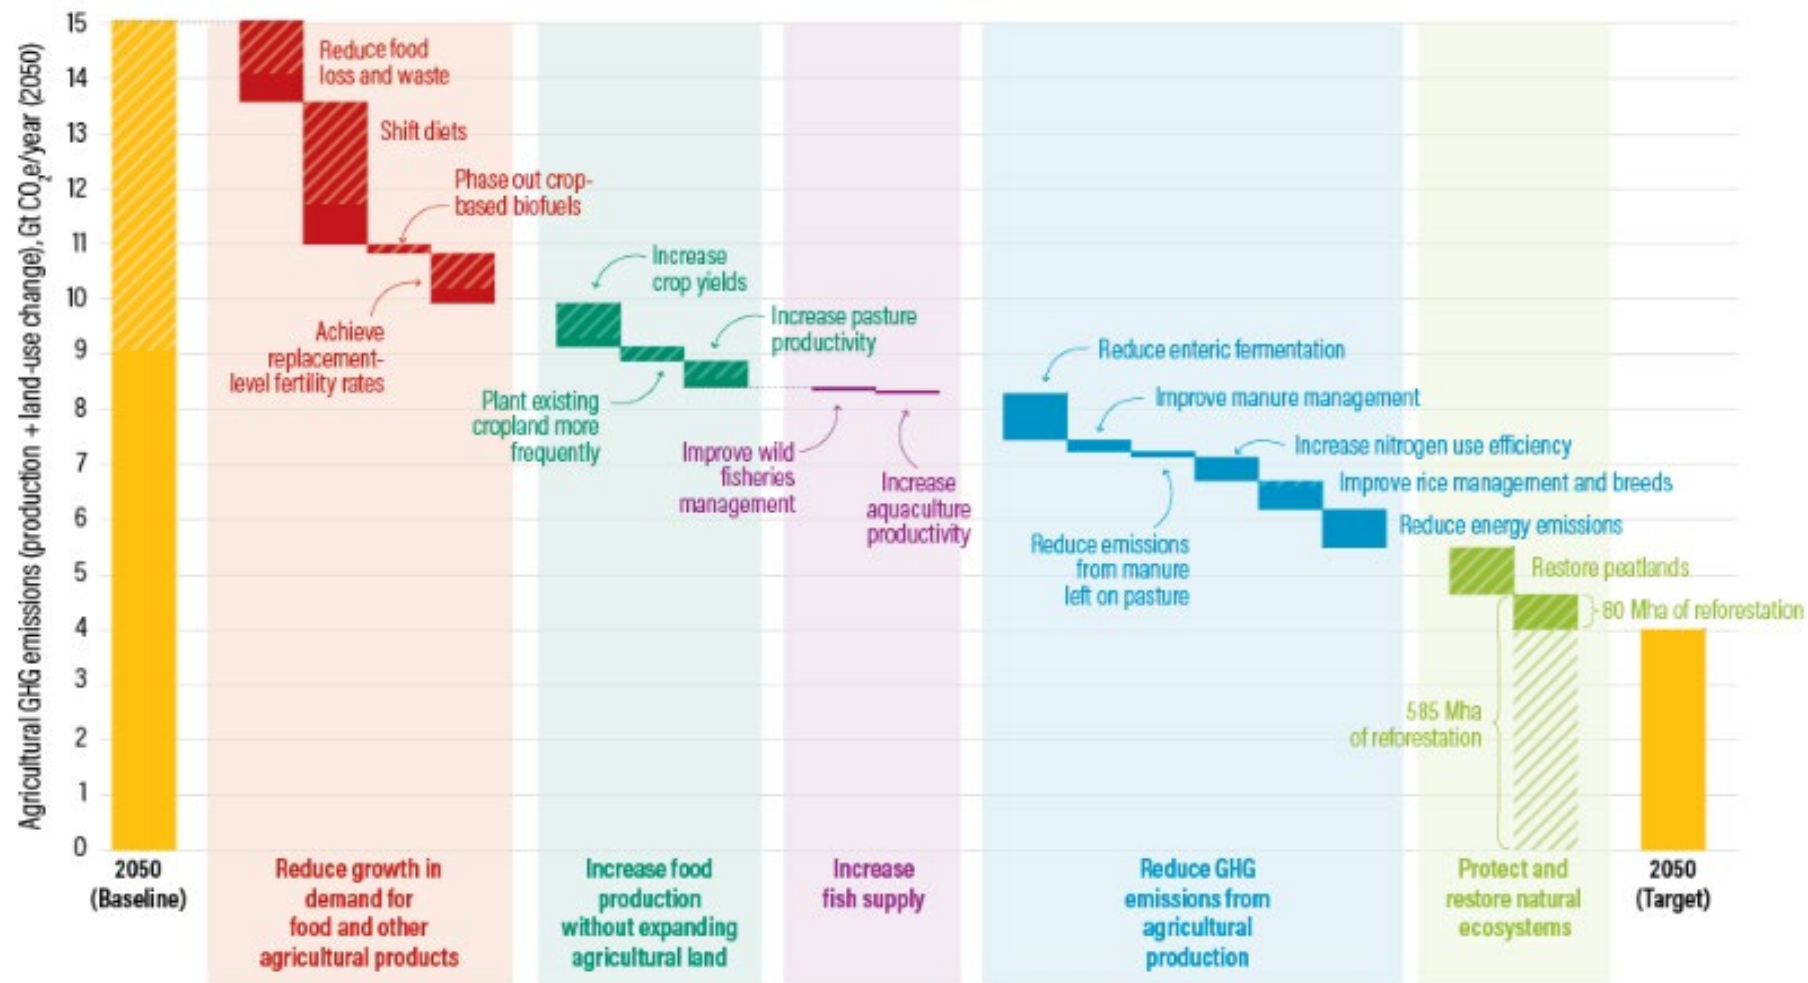 Agricultural GHG emissions (production + land-use change), Gt CO2e/year (2050)
15
14
13
12
11
10
9
8
7
6
5
4
3
2
1
0
Reduce food
loss and waste
Shift diets
Phase out crop-
based biofuels
Achieve
replacement-
level fertility rates
Increase
crop yields
Plant existing
cropland more
frequently
Increase pasture
productivity
Improve wild
fisheries
management
Increase
aquaculture
productivity
Reduce enteric fermentation
Improve manure management
Reduce emissions
from manure
left on pasture
Increase nitrogen use efficiency
Improve rice management and breeds
Reduce energy emissions
Restore peatlands
80 Mha of reforestation
585 Mha
of reforestation
2050
(Baseline)
Reduce growth in
demand for
food and other
agricultural products
Increase food
production
without expanding
agricultural land
Increase
fish supply
Reduce GHG
emissions from
agricultural
production
Protect and
restore natural
ecosystems
2050
(Target)